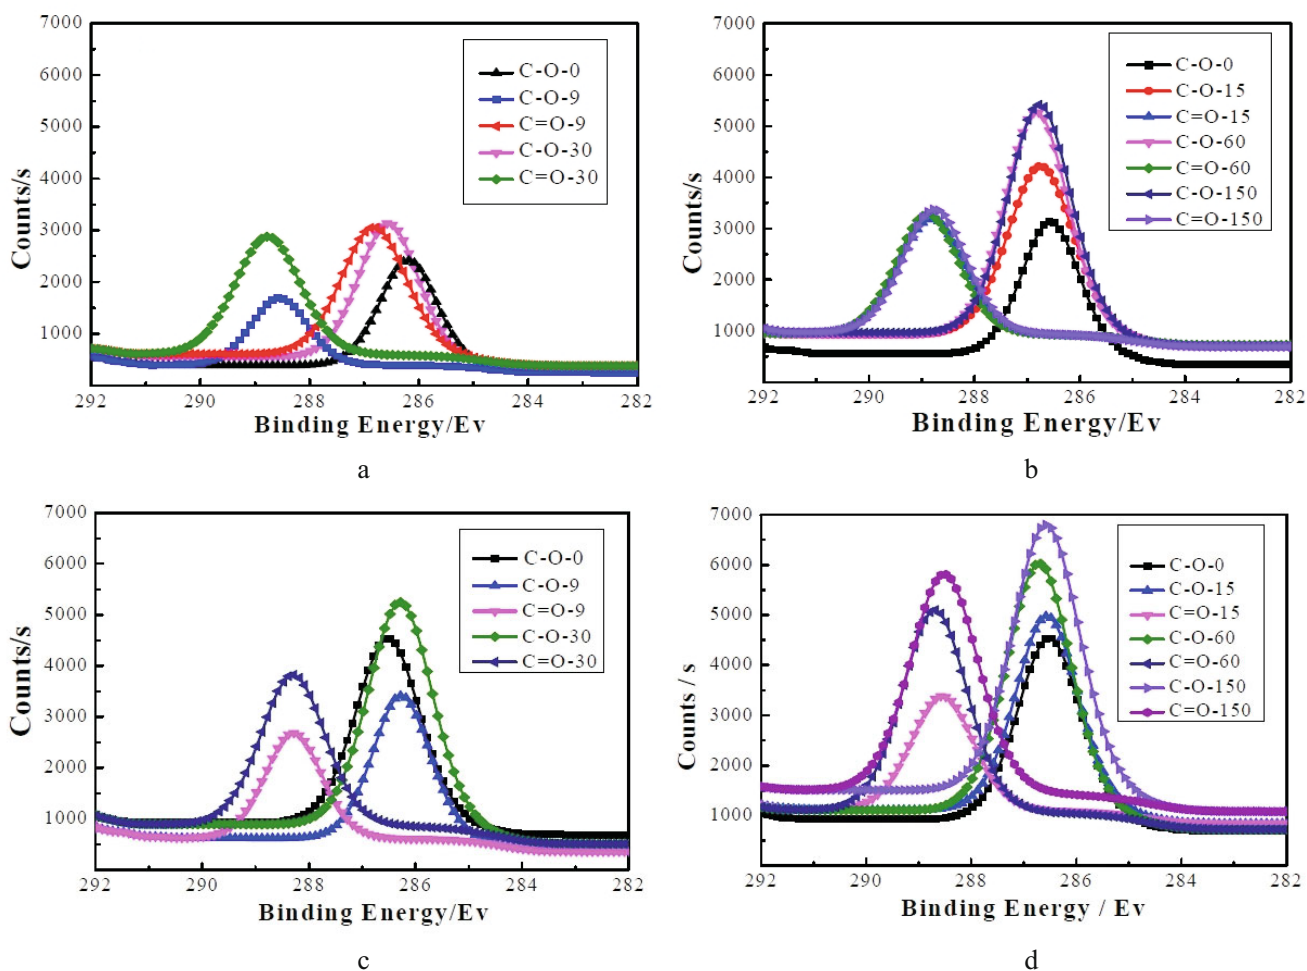 7000
6000
5000
4000
3000
2000
1000
Counts/s
C-O-0
C-O-9
C=O-9
C-O-30
C=O-30
292 290 288 286 284 282
Binding Energy/Ev
a
7000
6000
5000
4000
3000
2000
1000
Counts/s
C-O-0
C-O-15
C=O-15
C-O-60
C=O-60
C-O-150
C=O-150
292 290 288 286 284 282
Binding Energy/Ev
b
7000
6000
5000
4000
3000
2000
1000
Counts/s
C-O-0
C-O-9
C=O-9
C-O-30
C=O-30
292 290 288 286 284 282
Binding Energy/Ev
c
7000
6000
5000
4000
3000
2000
1000
Counts / s
C-O-0
C-O-15
C=O-15
C-O-60
C=O-60
C-O-150
C=O-150
292 290 288 286 284 282
Binding Energy / Ev
d